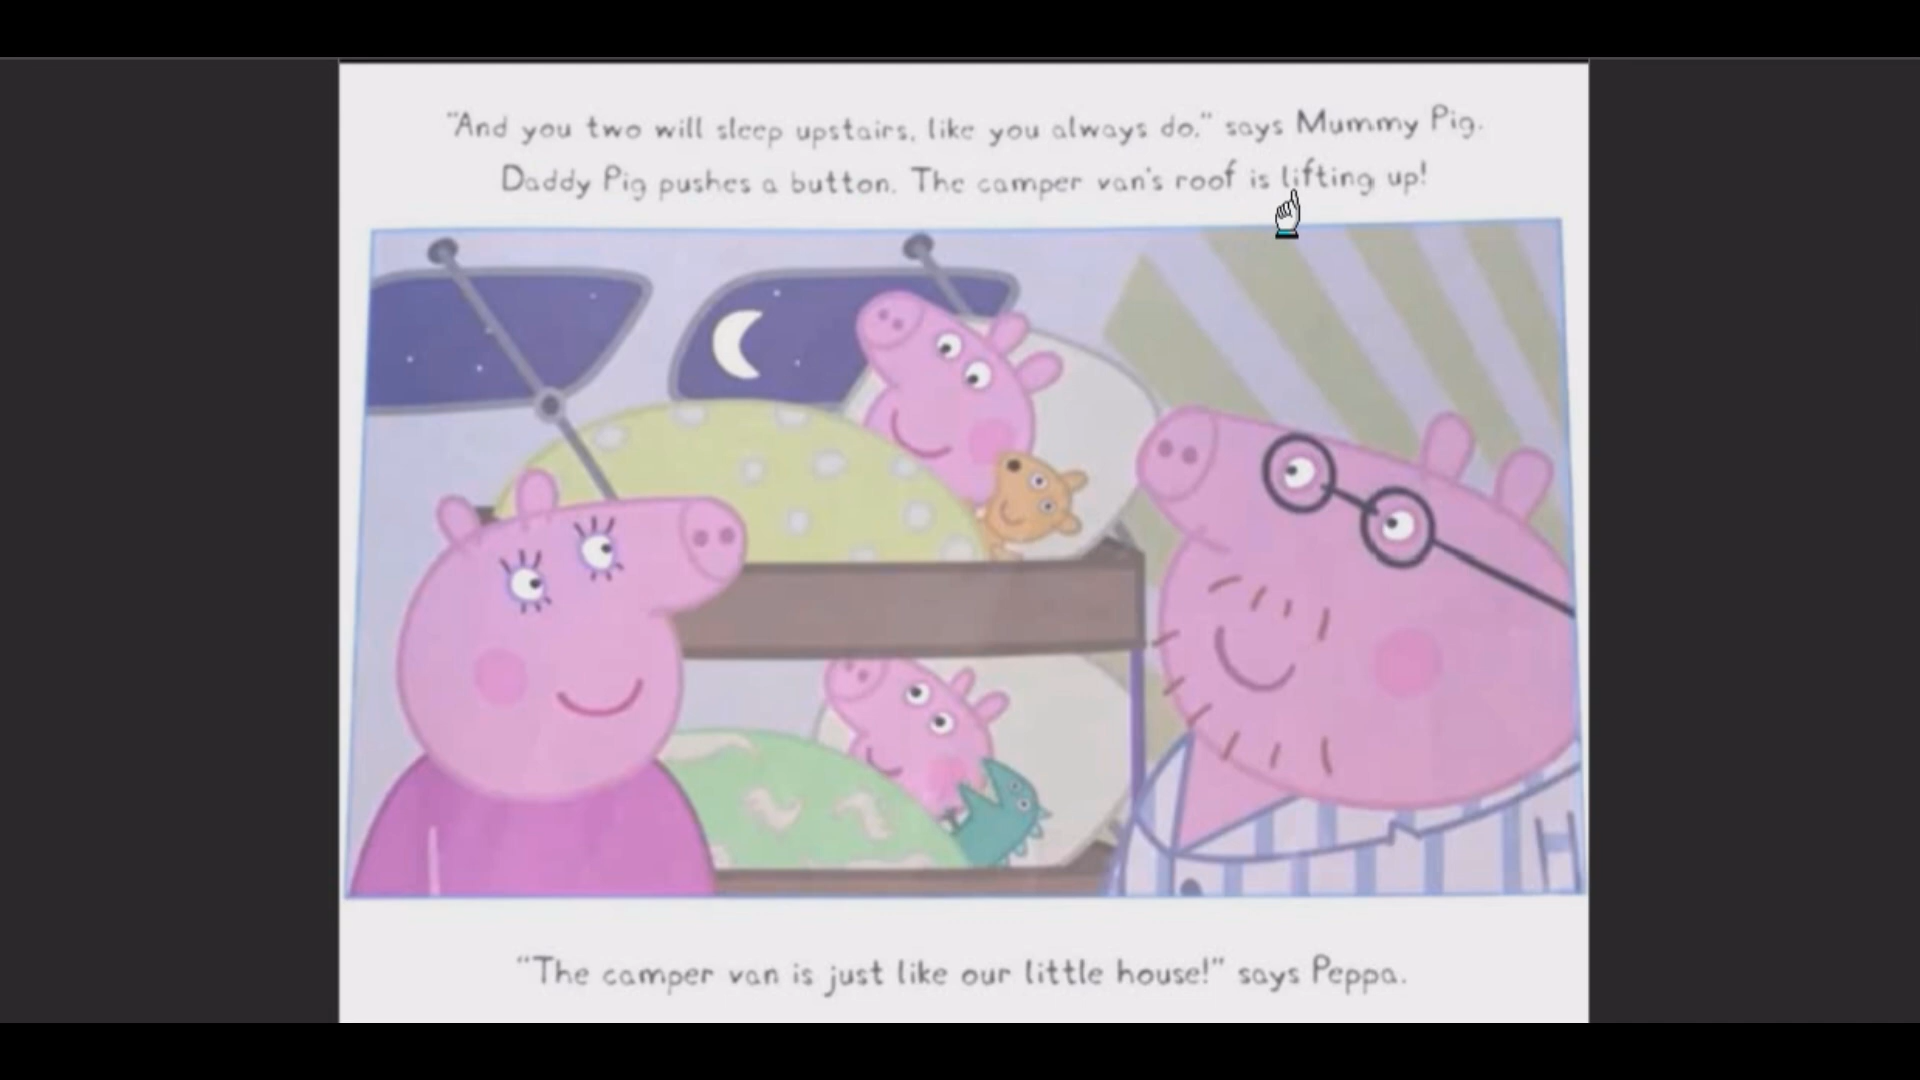 "And you two will sleep upstairs, like you always do," says Mummy Pig.
Daddy Pig pushes a button. The camper van's roof is lifting up!
"The camper van is just like our little house!" says Peppa.